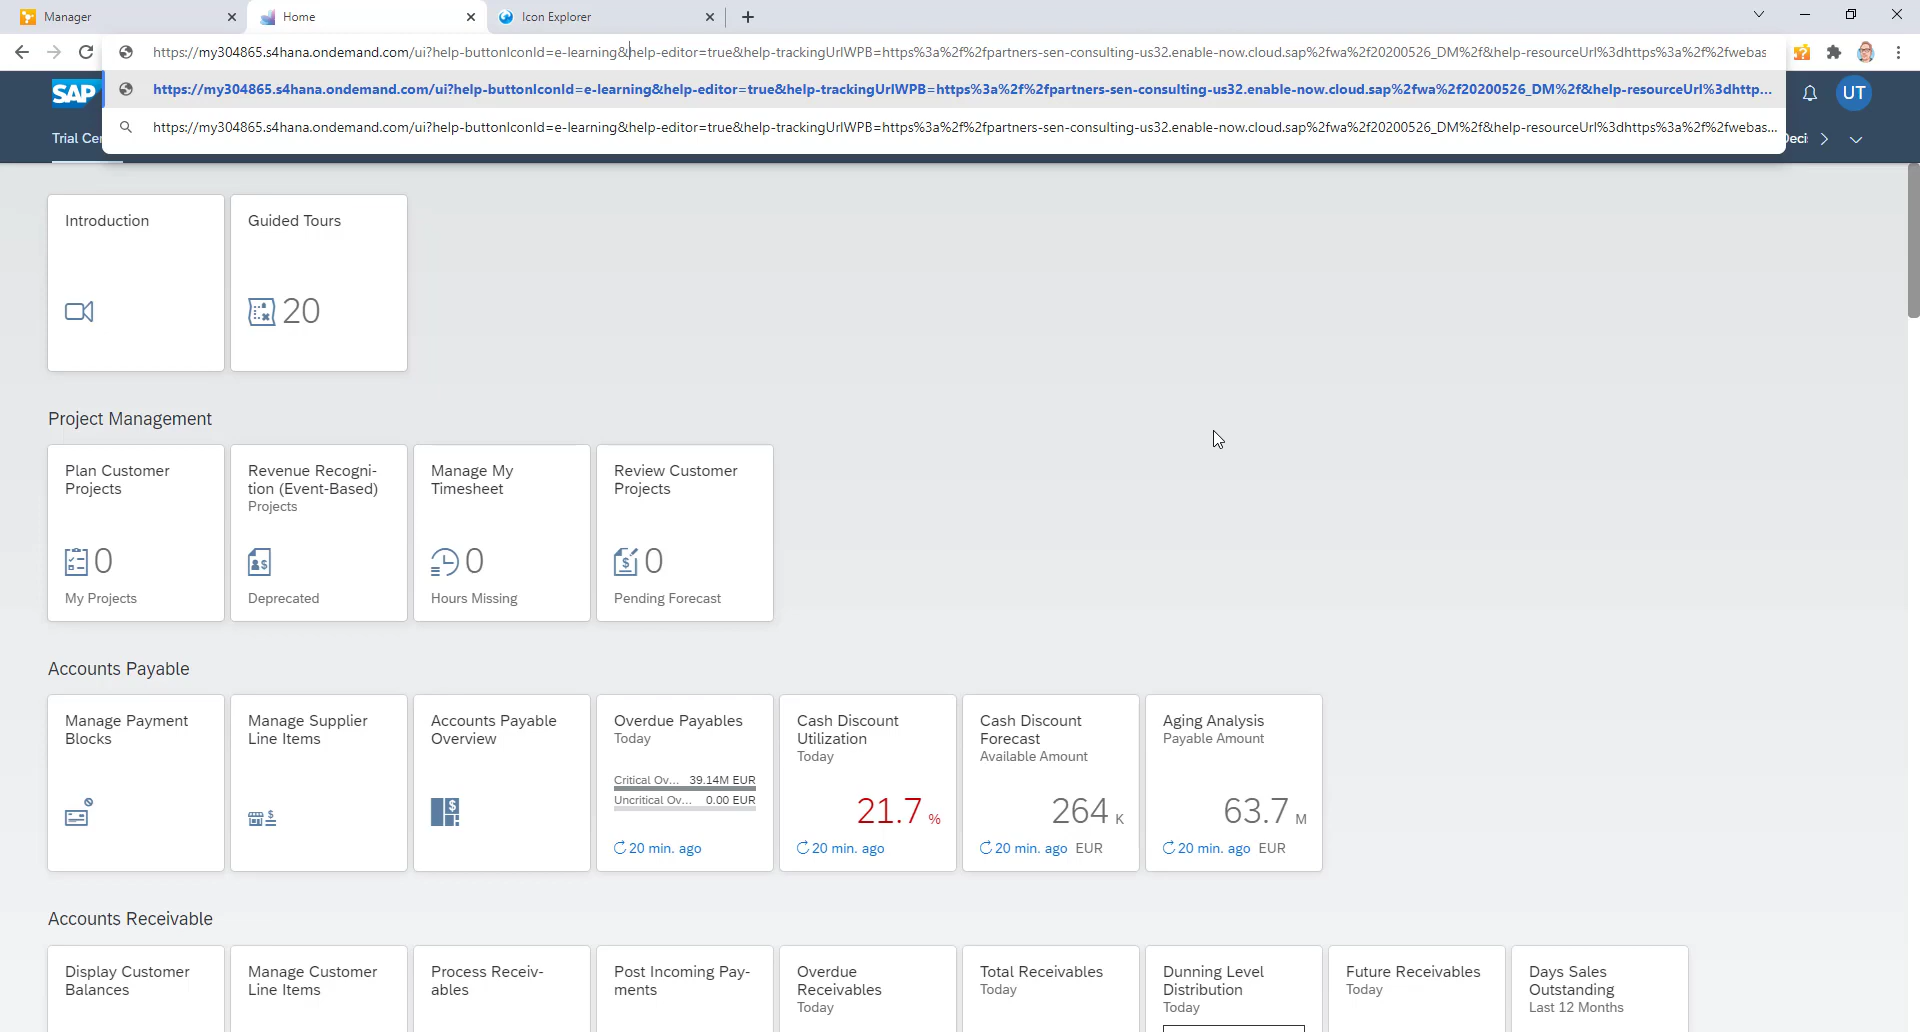 Manager
Home
Icon Explorer
https://my304865.s4hana.ondemand.com/ui?help-buttonIconId=e-learning&help-editor=true&help-trackingUrlWPB=https%3a%2f%2fpartners-sen-consulting-us32.enable-now.cloud.sap%2fwa%2f20200526_DM%2f&help-resourceUrl%3dhttps%3a%2f%2fwebas
https://my304865.s4hana.ondemand.com/ui?help-buttonIconId=e-learning&help-editor=true&help-trackingUrlWPB=https%3a%2f%2fpartners-sen-consulting-us32.enable-now.cloud.sap%2fwa%2f20200526_DM%2f&help-resourceUrl%3dhttp...
https://my304865.s4hana.ondemand.com/ui?help-buttonIconId=e-learning&help-editor=true&help-trackingUrlWPB=https%3a%2f%2fpartners-sen-consulting-us32.enable-now.cloud.sap%2fwa%2f20200526_DM%2f&help-resourceUrl%3dhttps%3a%2f%2fwebas...
SAP
UT
Trial Ce
Deci
Introduction
Guided Tours
20
Project Management
Plan Customer
Projects
0
My Projects
Revenue Recogni-
tion (Event-Based)
Projects
Deprecated
Manage My
Timesheet
0
Hours Missing
Review Customer
Projects
0
Pending Forecast
Accounts Payable
Manage Payment
Blocks
Manage Supplier
Line Items
Accounts Payable
Overview
Overdue Payables
Today
Critical Ov... 39.14M EUR
Uncritical Ov... 0.00 EUR
20 min. ago
Cash Discount
Utilization
Today
21.7 %
20 min. ago
Cash Discount
Forecast
Available Amount
264 K
20 min. ago EUR
Aging Analysis
Payable Amount
63.7 M
20 min. ago EUR
Accounts Receivable
Display Customer
Balances
Manage Customer
Line Items
Process Receiv-
ables
Post Incoming Pay-
ments
Overdue
Receivables
Today
Total Receivables
Today
Dunning Level
Distribution
Today
Future Receivables
Today
Days Sales
Outstanding
Last 12 Months